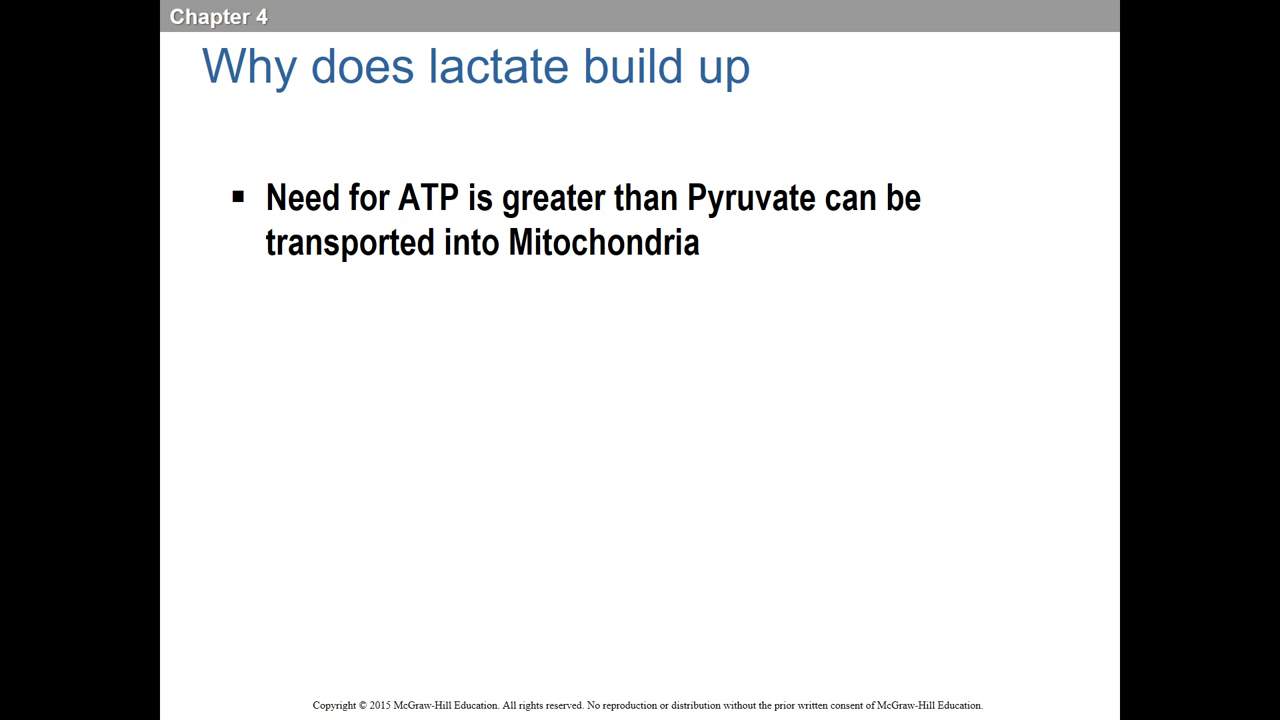 Chapter 4
Why does lactate build up
▪ Need for ATP is greater than Pyruvate can be
transported into Mitochondria
Copyright © 2015 McGraw-Hill Education. All rights reserved. No reproduction or distribution without the prior written consent of McGraw-Hill Education.